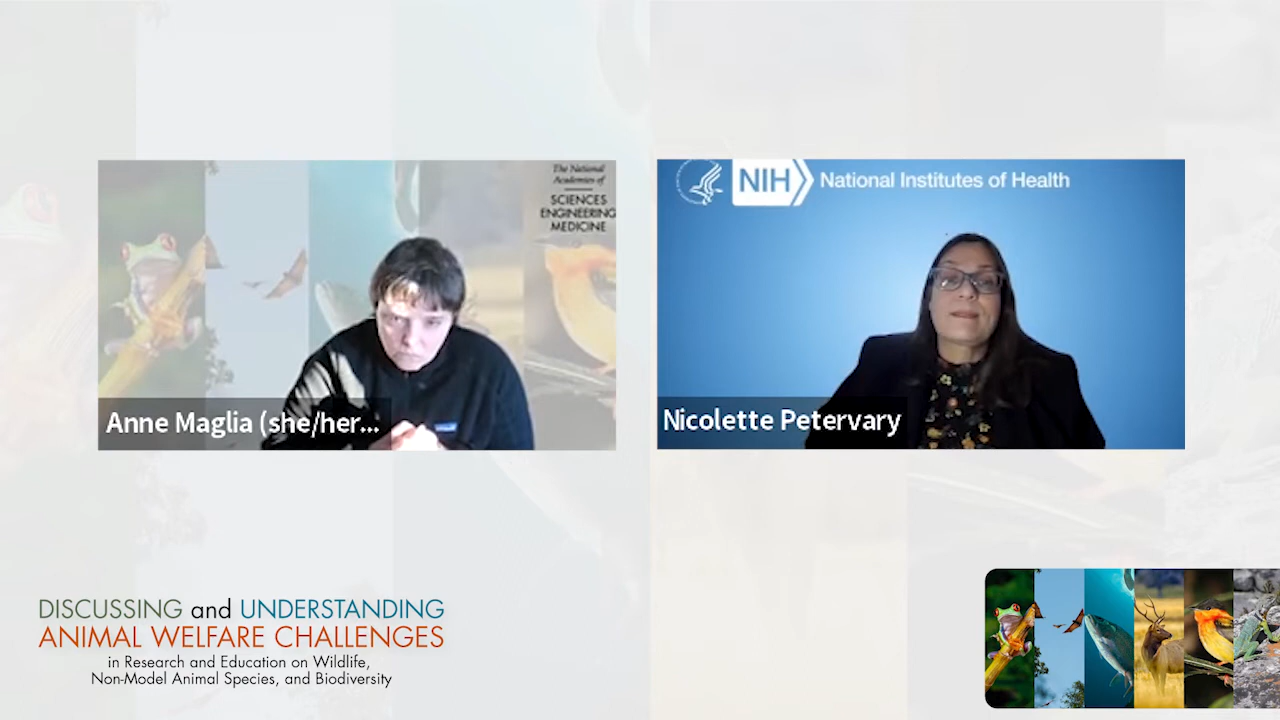 The National
Academies of
SCIENCES
ENGINEERING
MEDICINE
NIH National Institutes of Health
Anne Maglia (she/her...
Nicolette Petervary
DISCUSSING and UNDERSTANDING
ANIMAL WELFARE CHALLENGES
in Research and Education on Wildlife,
Non-Model Animal Species, and Biodiversity